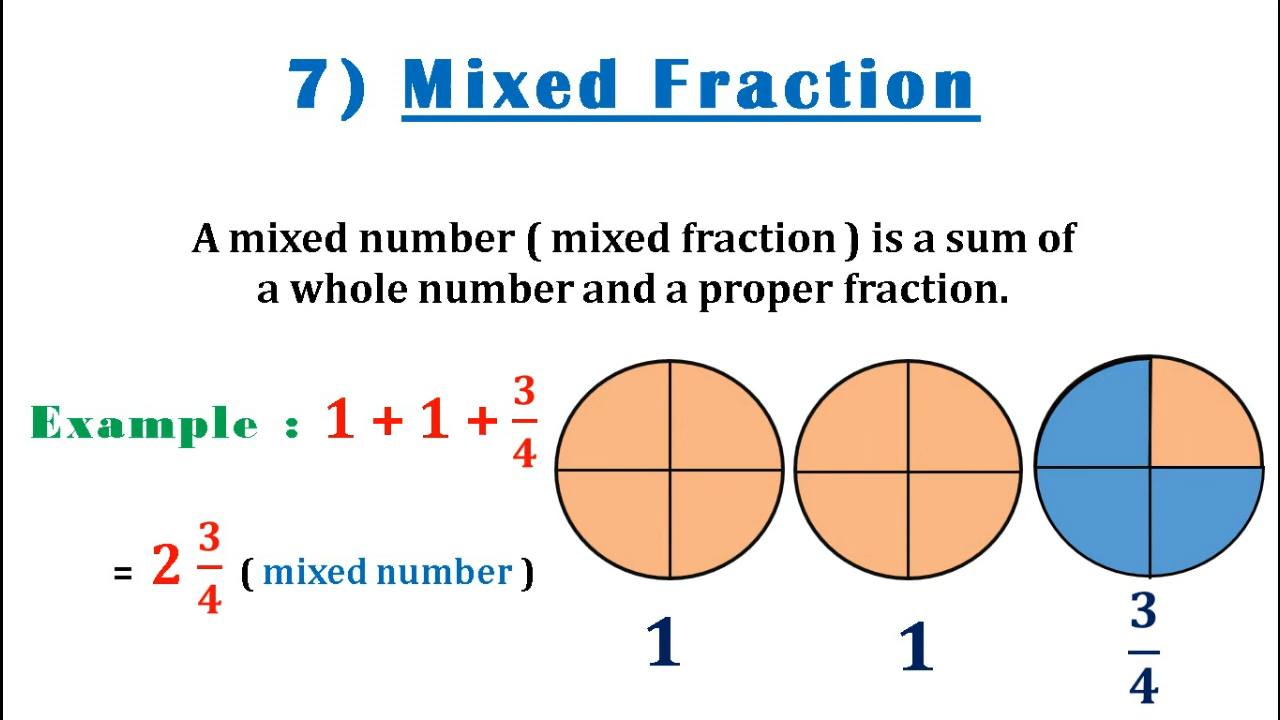 7) Mixed Fraction
A mixed number ( mixed fraction ) is a sum of
a whole number and a proper fraction.
Example : 1 + 1 + 3/4
= 2 3/4 ( mixed number )
1 1 3/4